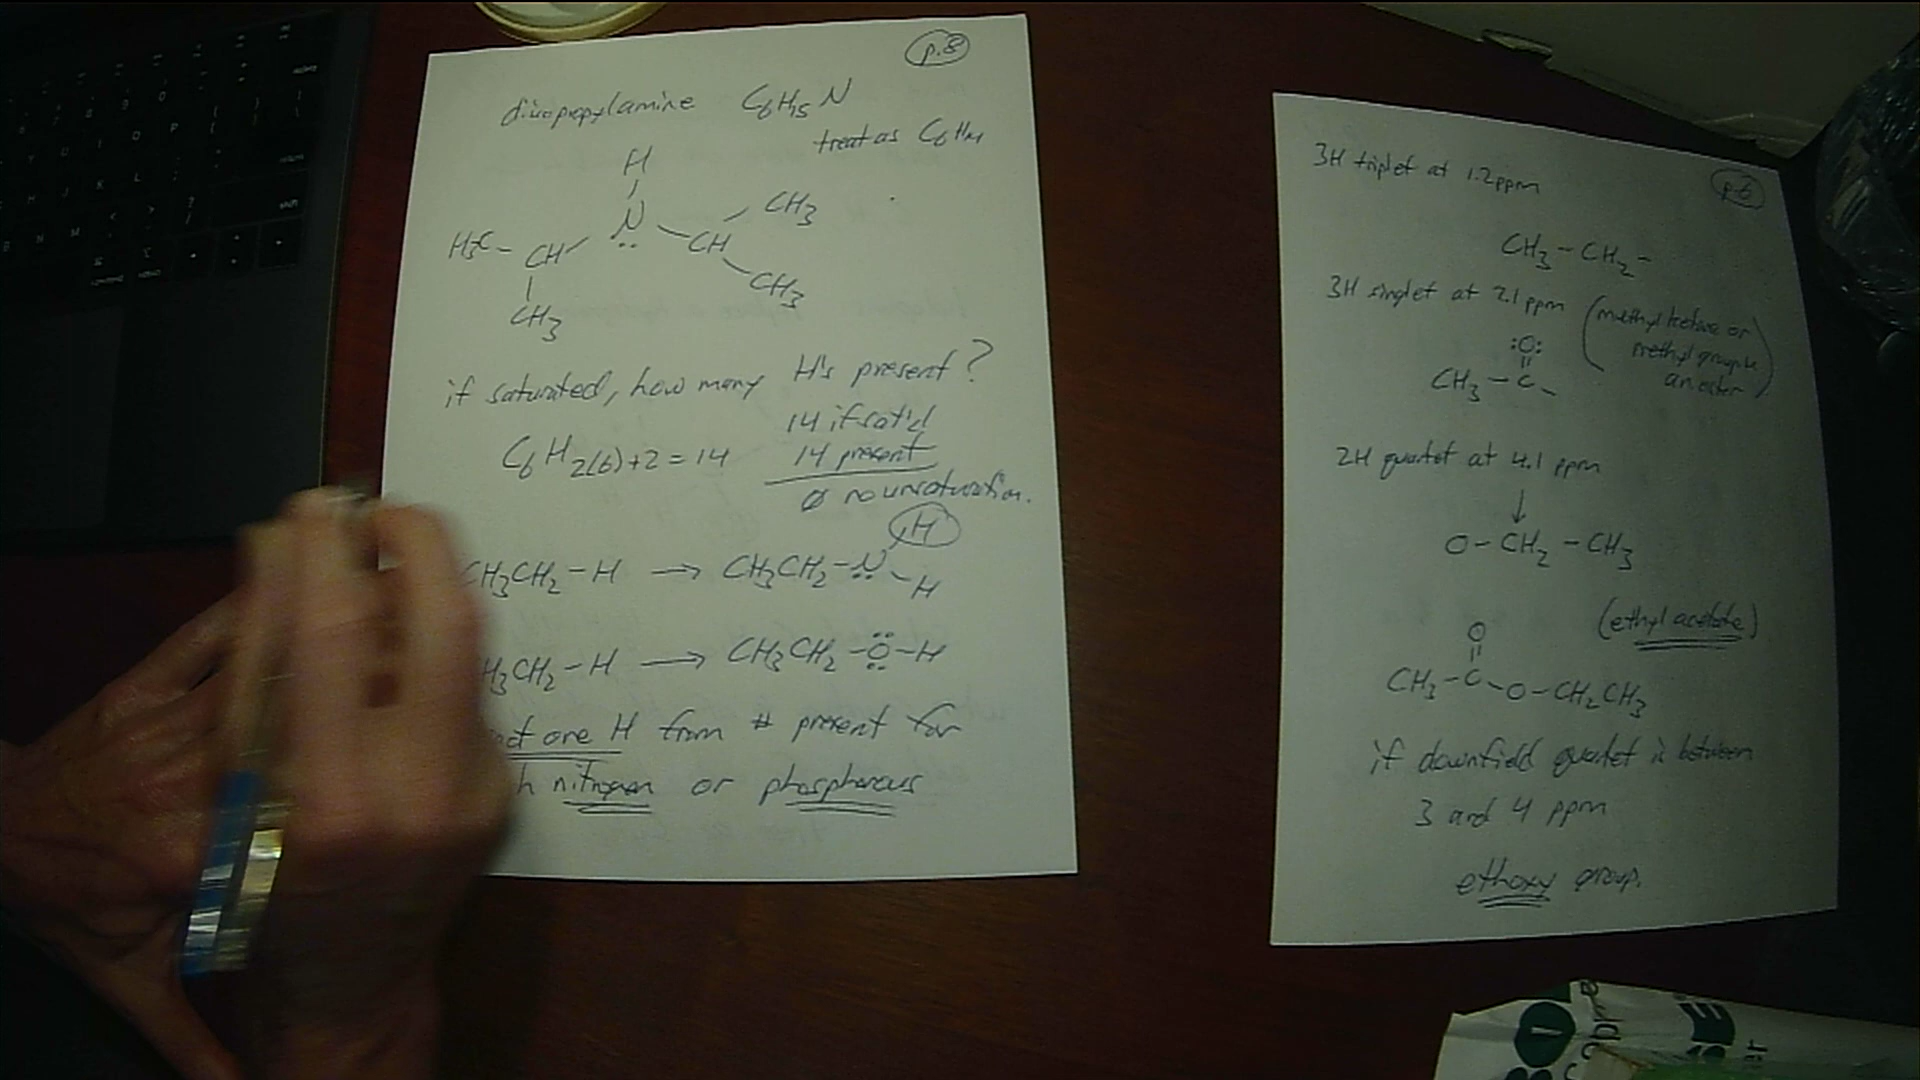 p.8
diisopropylamine C6H15N
treat as C6H14
H
N
CH3
H3C-CH
CH
CH3
CH3
if saturated, how many H's present?
14 if sat'd
C6H2(6)+2=14
14 present
Ø no unsaturation.
H
CH3CH2-H → CH3CH2-N-H
H3CH2-H → CH3CH2-O-H
one H from # present for
nitrogen or phosphorous
p.6
3H triplet at 1.2ppm
CH3-CH2-
3H singlet at 2.1 ppm (methyl ketone or
methyl group in
an ester)
:O:
CH3-C-
2H quartet at 4.1 ppm
↓
O-CH2-CH3
(ethyl acetate)
O
CH3-C-O-CH2CH3
if downfield quartet is between
3 and 4 ppm
ethoxy group.